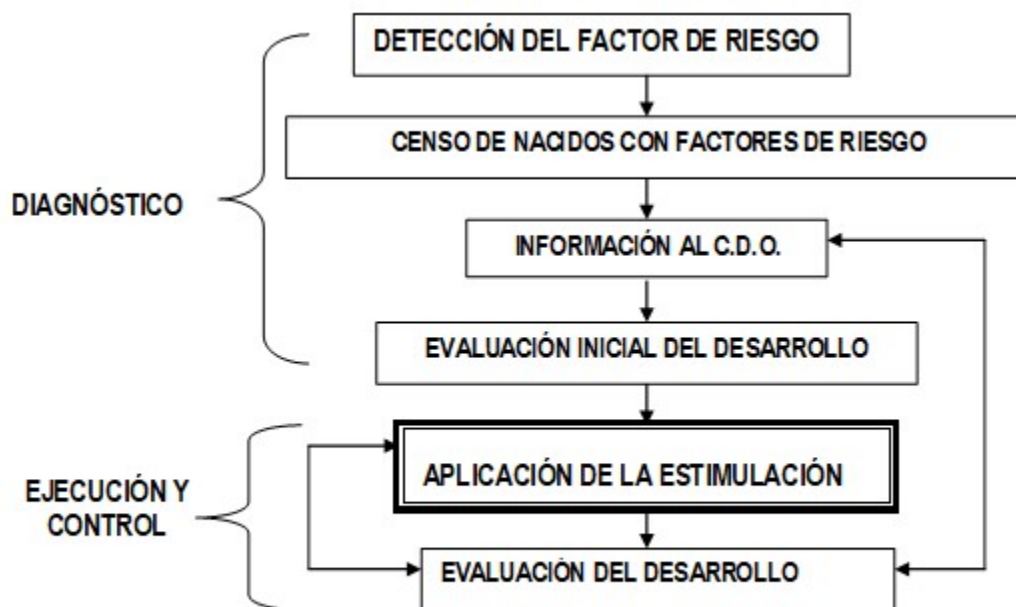 DETECCIÓN DEL FACTOR DE RIESGO
CENSO DE NACIDOS CON FACTORES DE RIESGO
DIAGNÓSTICO
INFORMACIÓN AL C.D.O.
EVALUACIÓN INICIAL DEL DESARROLLO
APLICACIÓN DE LA ESTIMULACIÓN
EJECUCIÓN Y
CONTROL
EVALUACIÓN DEL DESARROLLO